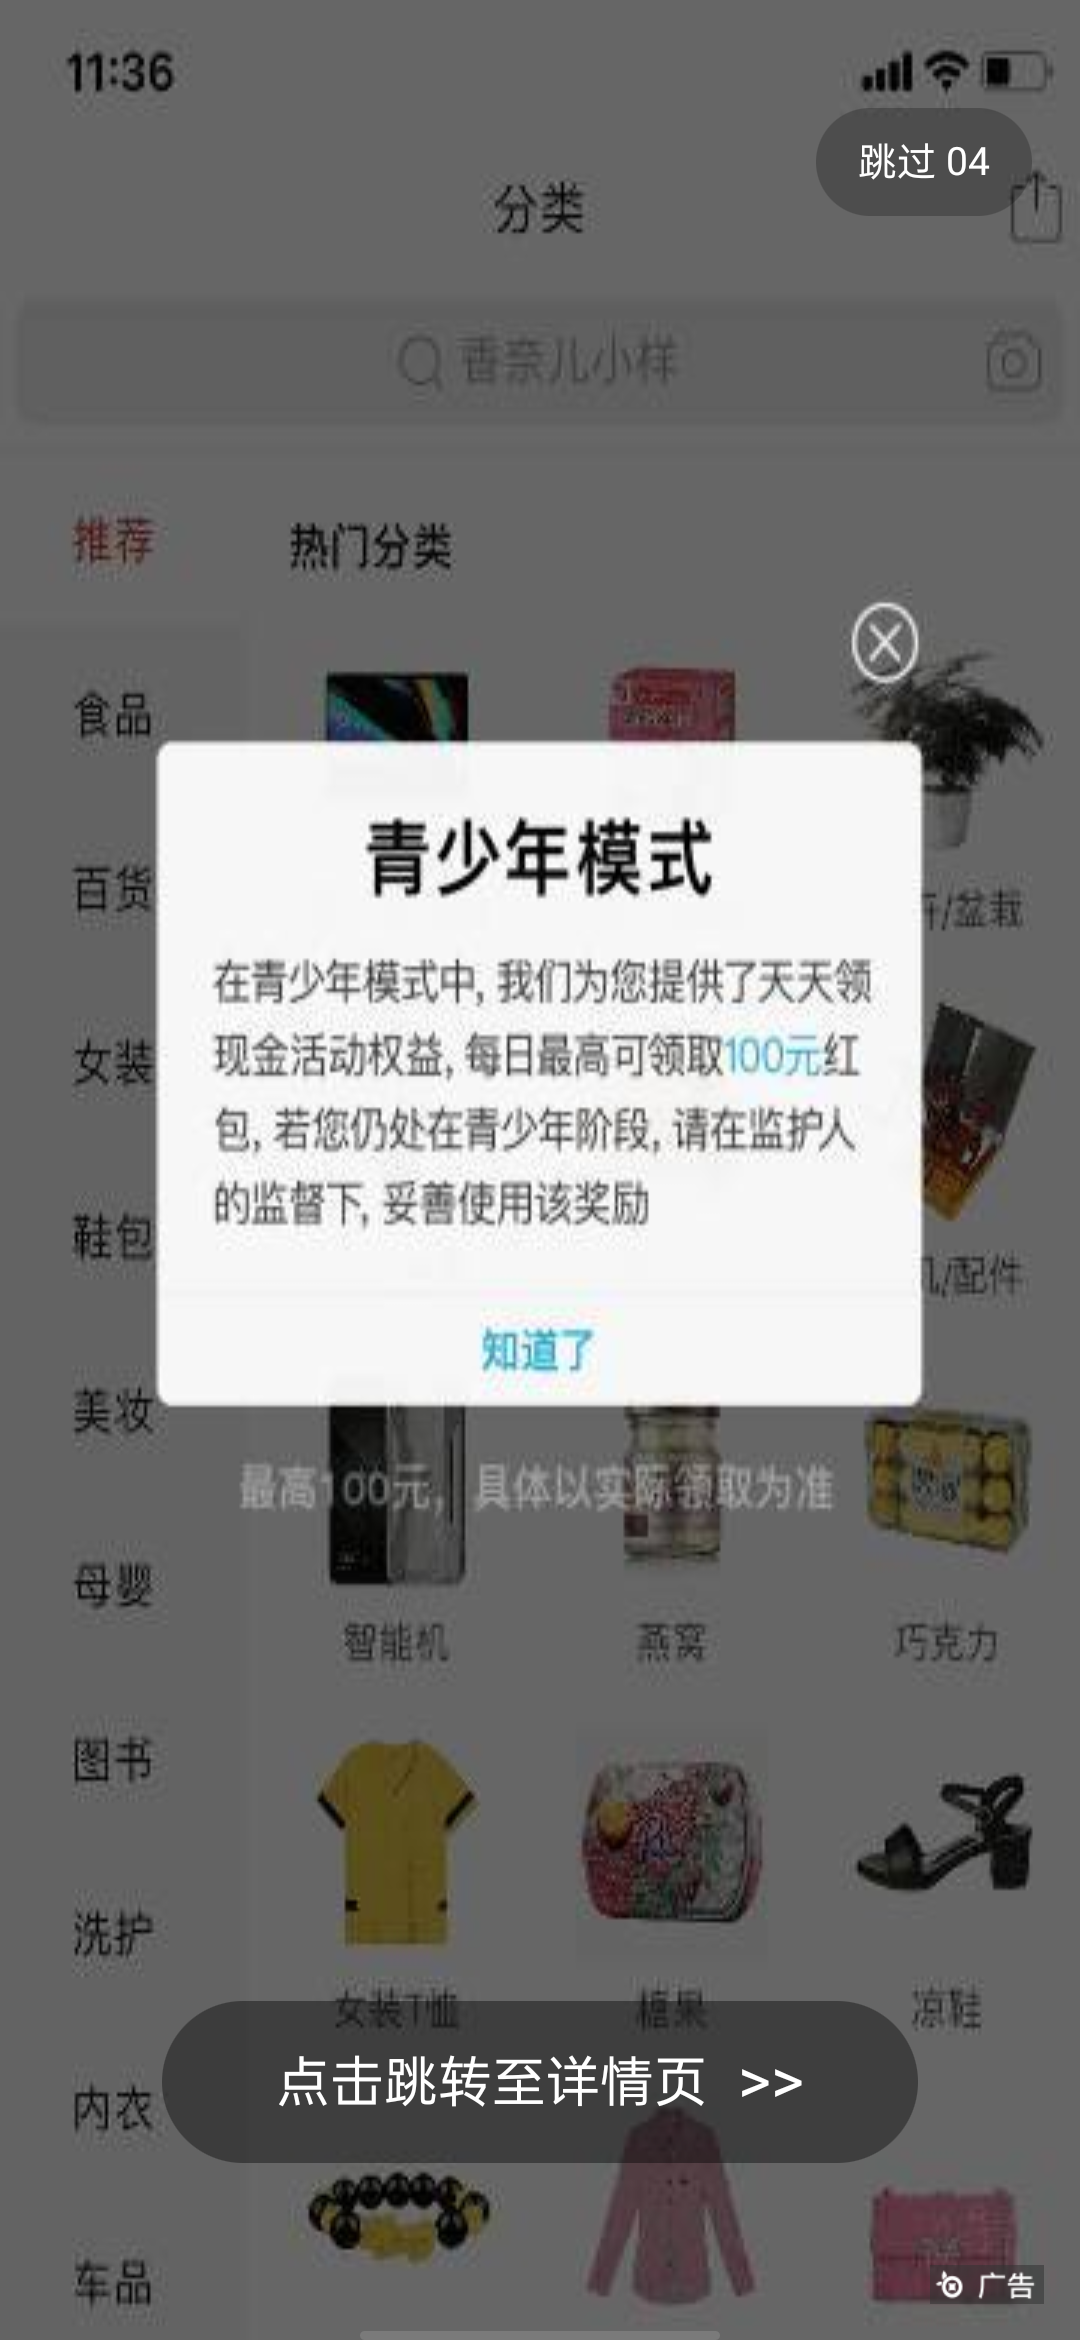 11:36
跳过 04
分类
香奈儿小样
推荐
热门分类
食品
百货
女装
鞋包
美妆
母婴
图书
洗护
内衣
车品
青少年模式
在青少年模式中, 我们为您提供了天天领
现金活动权益, 每日最高可领取100元红
包, 若您仍处在青少年阶段, 请在监护人
的监督下, 妥善使用该奖励
知道了
/盆栽
/配件
最高100元，具体以实际领取为准
智能机
燕窝
巧克力
女装T恤
糖果
凉鞋
点击跳转至详情页 >>
广告